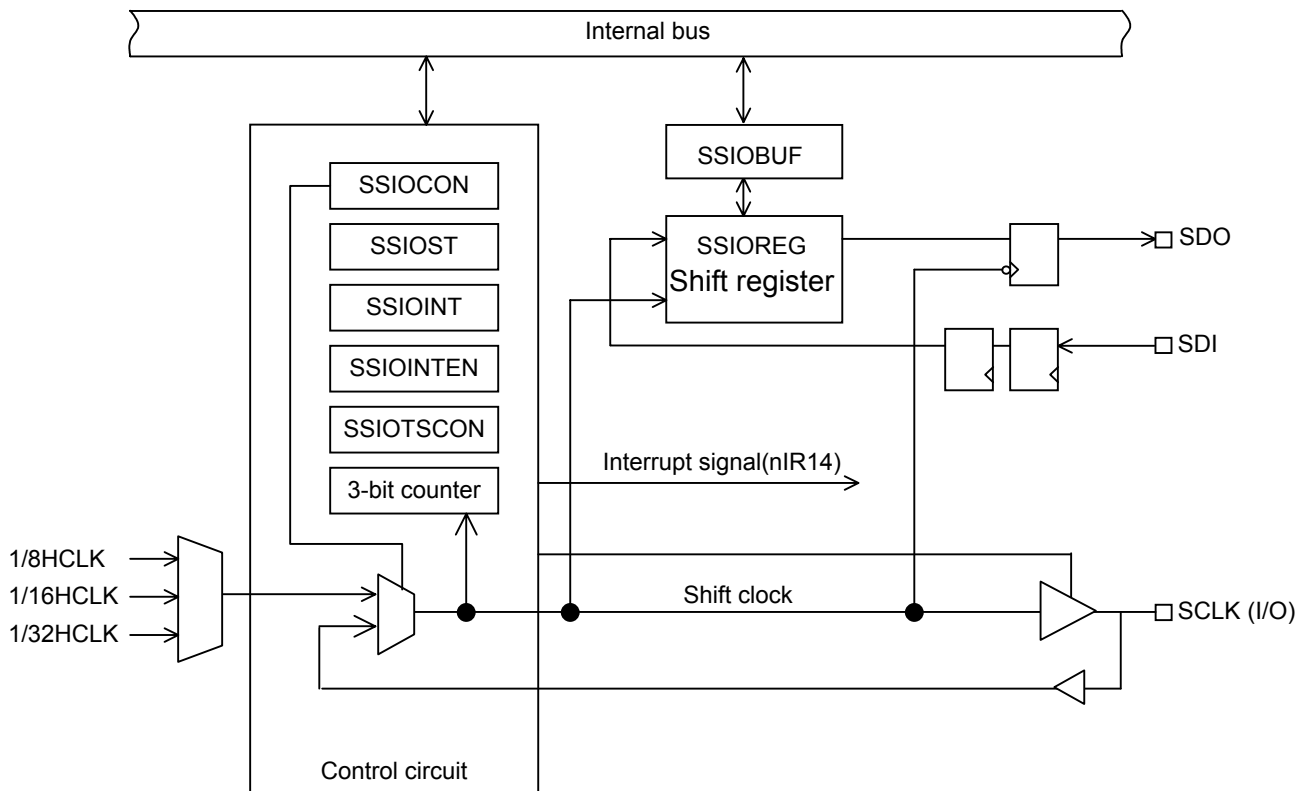 Internal bus
SSIOCON
SSIOST
SSIOINT
SSIOINTEN
SSIOTSCON
3-bit counter
SSIOBUF
SSIOREG
Shift register
SDO
SDI
Interrupt signal(nIR14)
1/8HCLK
1/16HCLK
1/32HCLK
Shift clock
SCLK (I/O)
Control circuit